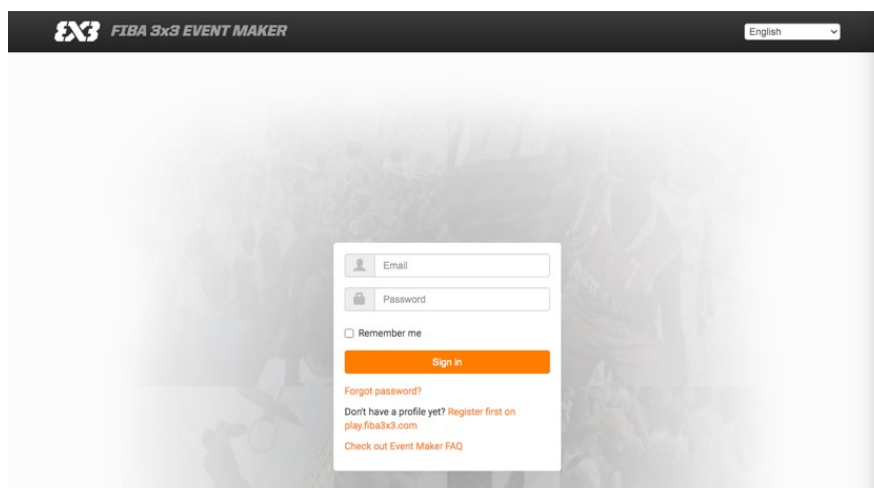 3X3 FIBA 3x3 EVENT MAKER
English
Email
Password
Remember me
Sign in
Forgot password?
Don't have a profile yet? Register first on
play.fiba3x3.com
Check out Event Maker FAQ